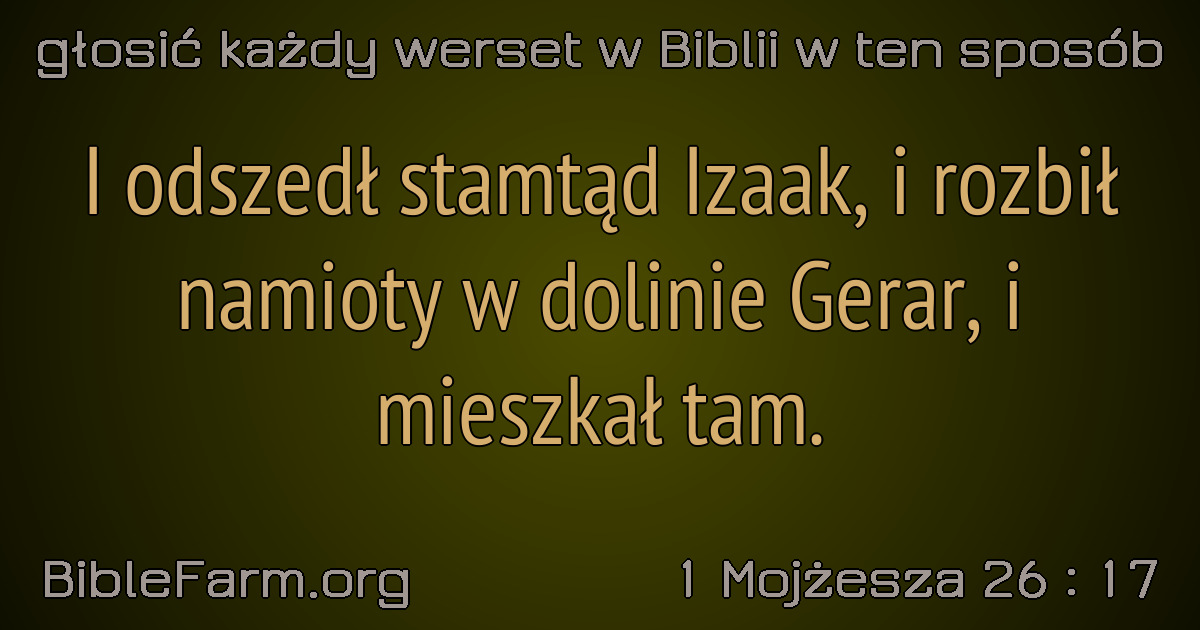 głosić każdy werset w Biblii w ten sposób
I odszedł stamtąd Izaak, i rozbił
namioty w dolinie Gerar, i
mieszkał tam.
BibleFarm.org
1 Mojżesza 26 : 17